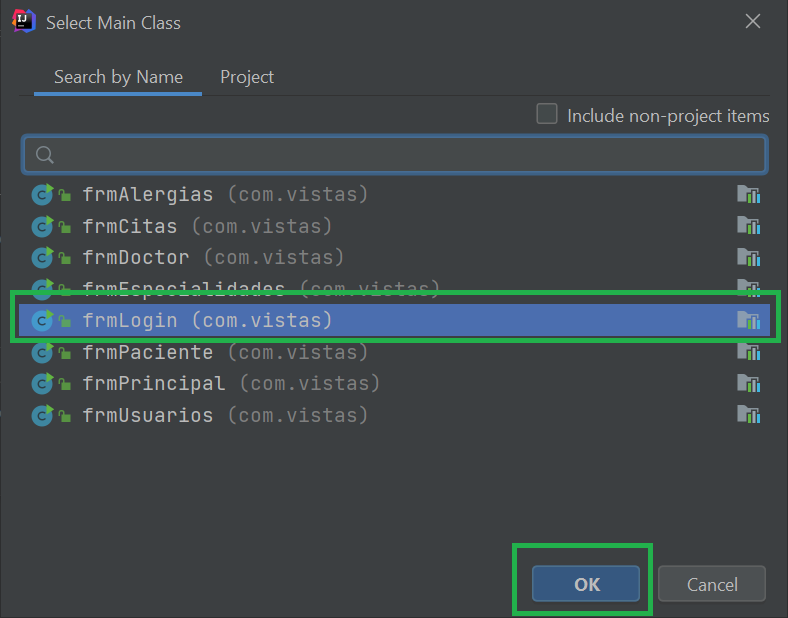 Select Main Class
Search by Name Project
Include non-project items
frmAlergias (com.vistas)
frmCitas (com.vistas)
frmDoctor (com.vistas)
frmEspecialidades (com.vistas)
frmLogin (com.vistas)
frmPaciente (com.vistas)
frmPrincipal (com.vistas)
frmUsuarios (com.vistas)
OK Cancel